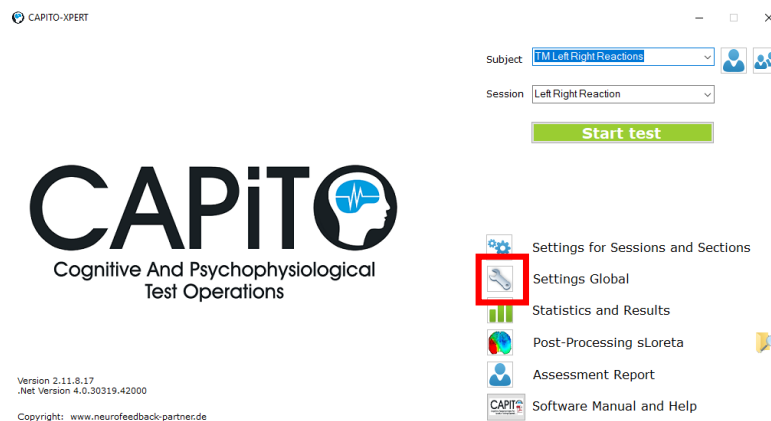 CAPITO-XPERT
Subject TM Left Right Reactions
Session Left Right Reaction
Start test
CAPiTO
Cognitive And Psychophysiological
Test Operations
Settings for Sessions and Sections
Settings Global
Statistics and Results
Post-Processing sLoreta
Assessment Report
CAPIT
Software Manual and Help
Version 2.11.8.17
.Net Version 4.0.30319.42000
Copyright: www.neurofeedback-partner.de